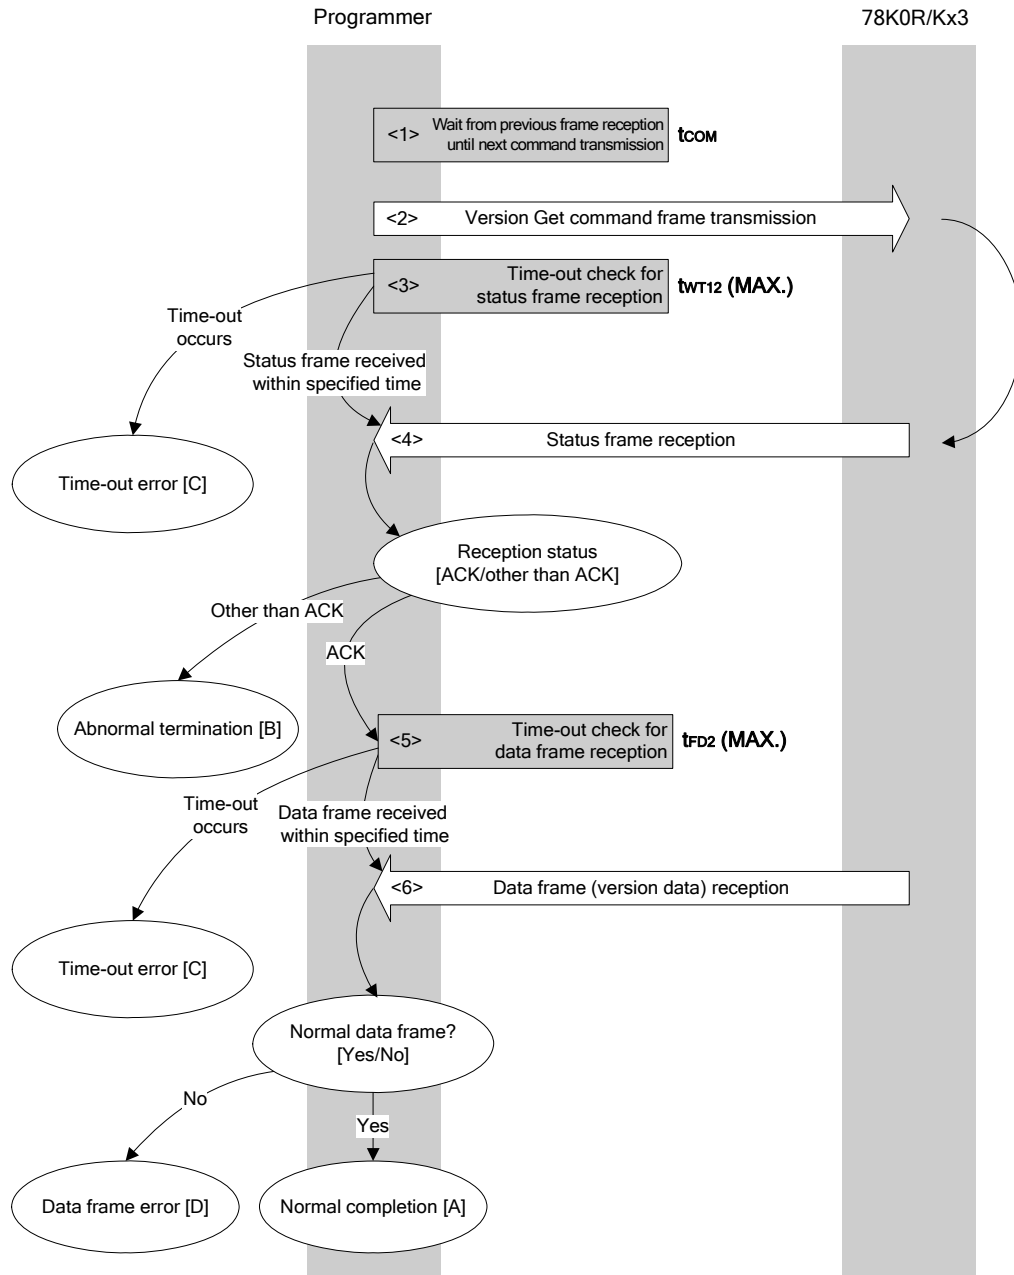 Programmer
78K0R/Kx3
<1> Wait from previous frame reception
until next command transmission
tCOM
<2> Version Get command frame transmission
<3> Time-out check for
status frame reception
tWT12 (MAX.)
Time-out
occurs
Status frame received
within specified time
<4> Status frame reception
Time-out error [C]
Reception status
[ACK/other than ACK]
Other than ACK
ACK
Abnormal termination [B]
<5> Time-out check for
data frame reception
tFD2 (MAX.)
Time-out
occurs
Data frame received
within specified time
<6> Data frame (version data) reception
Time-out error [C]
Normal data frame?
[Yes/No]
No
Yes
Data frame error [D]
Normal completion [A]